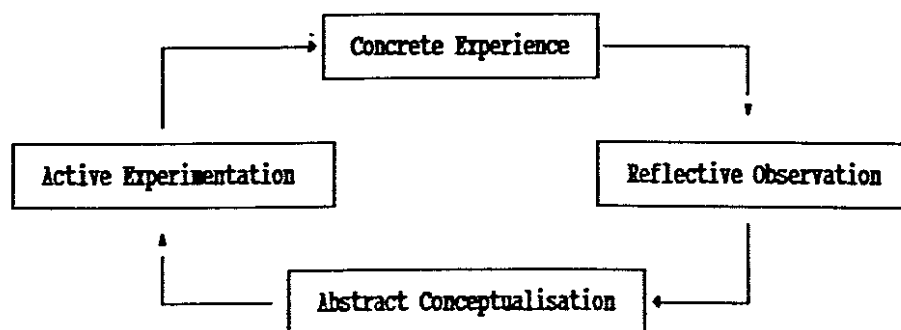 Concrete Experience
Active Experimentation
Reflective Observation
Abstract Conceptualisation